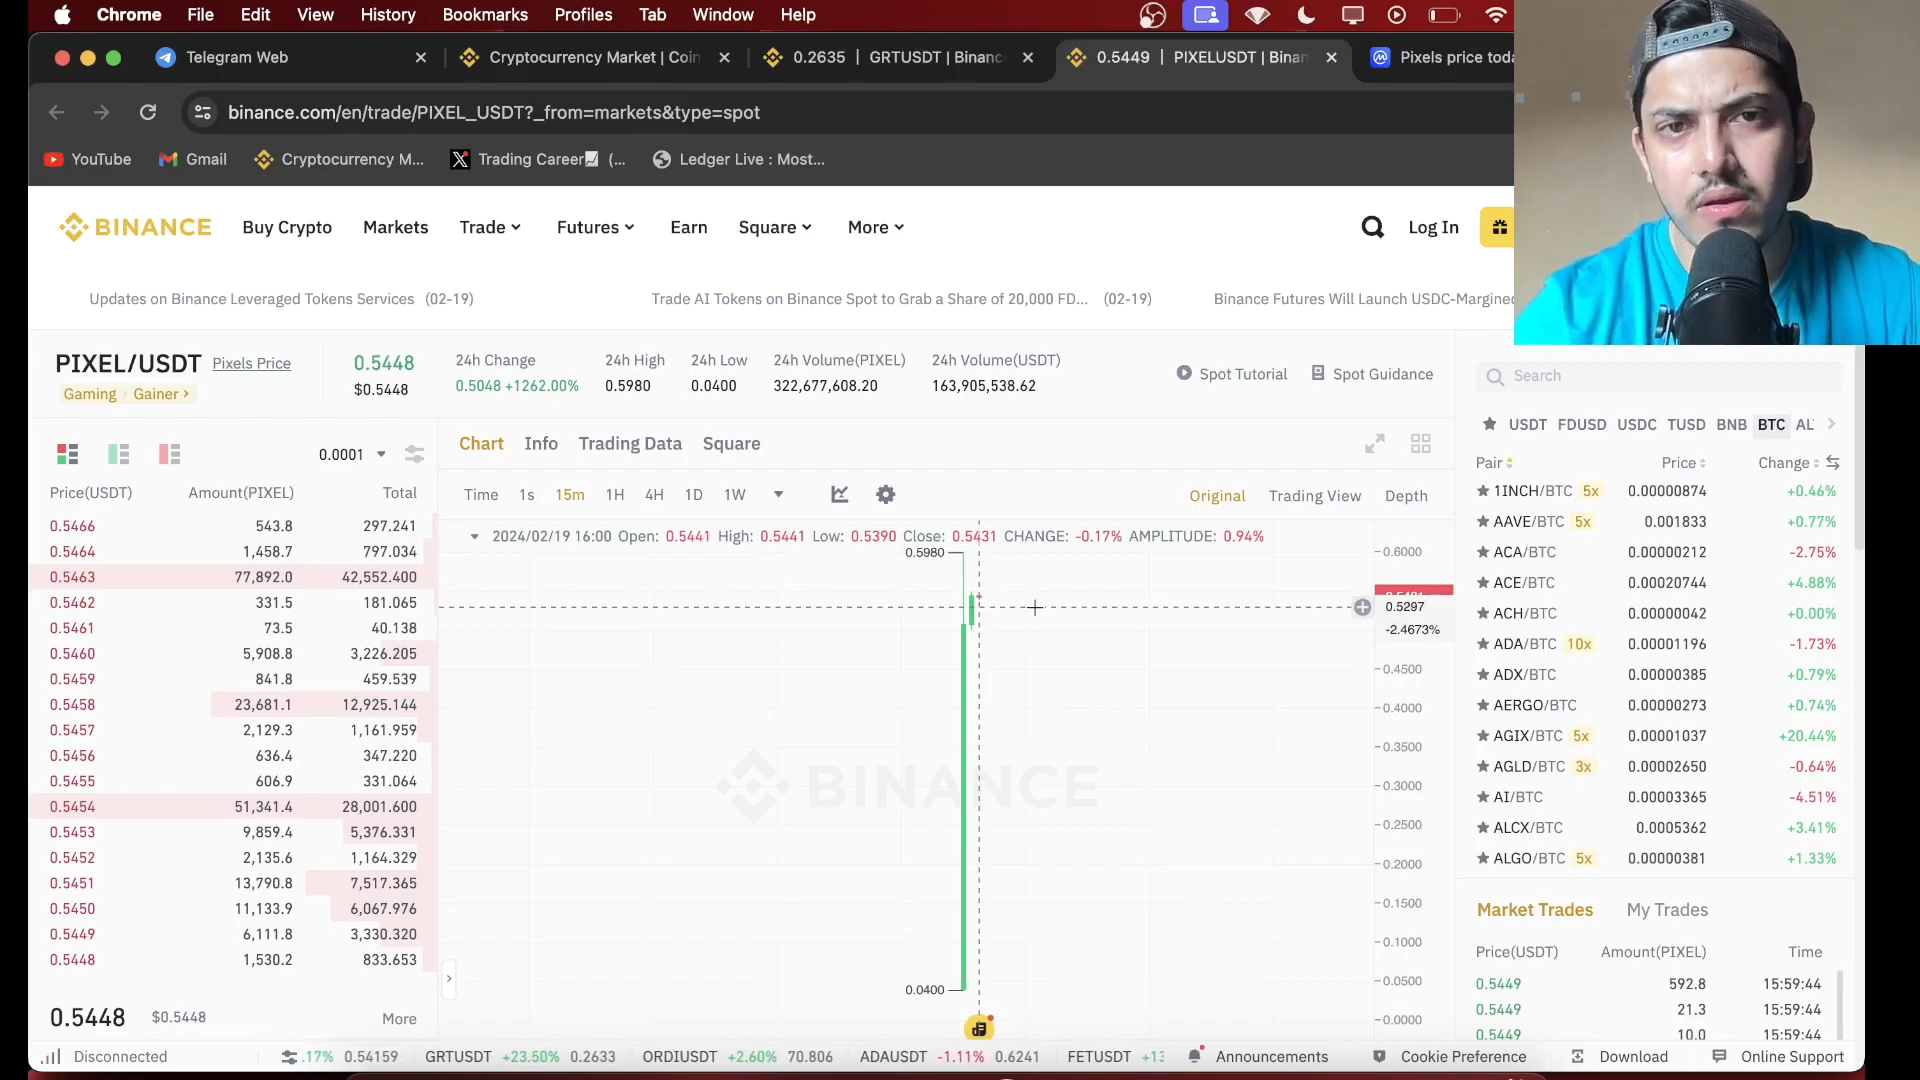 Chrome File Edit View History Bookmarks Profiles Tab Window Help
Telegram Web
Cryptocurrency Market | Coin
0.2635 | GRTUSDT | Binanc
0.5449 | PIXELUSDT | Binan
Pixels price toda
binance.com/en/trade/PIXEL_USDT?_from=markets&type=spot
YouTube Gmail Cryptocurrency M... Trading Career (... Ledger Live : Most...
BINANCE Buy Crypto Markets Trade Futures Earn Square More Log In
Updates on Binance Leveraged Tokens Services (02-19) Trade AI Tokens on Binance Spot to Grab a Share of 20,000 FD... (02-19) Binance Futures Will Launch USDC-Margine
PIXEL/USDT Pixels Price
Gaming Gainer
0.5448
$0.5448
24h Change
0.5048 +1262.00%
24h High
0.5980
24h Low
0.0400
24h Volume(PIXEL)
322,677,608.20
24h Volume(USDT)
163,905,538.62
Spot Tutorial Spot Guidance
0.0001
Price(USDT) Amount(PIXEL) Total
0.5466 543.8 297.241
0.5464 1,458.7 797.034
0.5463 77,892.0 42,552.400
0.5462 331.5 181.065
0.5461 73.5 40.138
0.5460 5,908.8 3,226.205
0.5459 841.8 459.539
0.5458 23,681.1 12,925.144
0.5457 2,129.3 1,161.959
0.5456 636.4 347.220
0.5455 606.9 331.064
0.5454 51,341.4 28,001.600
0.5453 9,859.4 5,376.331
0.5452 2,135.6 1,164.329
0.5451 13,790.8 7,517.365
0.5450 11,133.9 6,067.976
0.5449 6,111.8 3,330.320
0.5448 1,530.2 833.653
0.5448 $0.5448 More
Chart Info Trading Data Square
Time 1s 15m 1H 4H 1D 1W Original Trading View Depth
2024/02/19 16:00 Open: 0.5441 High: 0.5441 Low: 0.5390 Close: 0.5431 CHANGE: -0.17% AMPLITUDE: 0.94%
0.5980
0.6000
0.5297
-2.4673%
0.4500
0.4000
0.3500
0.3000
BINANCE
0.2500
0.2000
0.1500
0.1000
0.0500
0.0400
0.0000
Search
USDT FDUSD USDC TUSD BNB BTC AL
Pair Price Change
1INCH/BTC 5x 0.00000874 +0.46%
AAVE/BTC 5x 0.001833 +0.77%
ACA/BTC 0.00000212 -2.75%
ACE/BTC 0.00020744 +4.88%
ACH/BTC 0.00000042 +0.00%
ADA/BTC 10x 0.00001196 -1.73%
ADX/BTC 0.00000385 +0.79%
AERGO/BTC 0.00000273 +0.74%
AGIX/BTC 5x 0.00001037 +20.44%
AGLD/BTC 3x 0.00002650 -0.64%
AI/BTC 0.00003365 -4.51%
ALCX/BTC 0.0005362 +3.41%
ALGO/BTC 5x 0.00000381 +1.33%
Market Trades My Trades
Price(USDT) Amount(PIXEL) Time
0.5449 592.8 15:59:44
0.5449 21.3 15:59:44
0.5449 10.0 15:59:44
Disconnected .17% 0.54159 GRTUSDT +23.50% 0.2633 ORDIUSDT +2.60% 70.806 ADAUSDT -1.11% 0.6241 FETUSDT +13 Announcements Cookie Preference Download Online Support